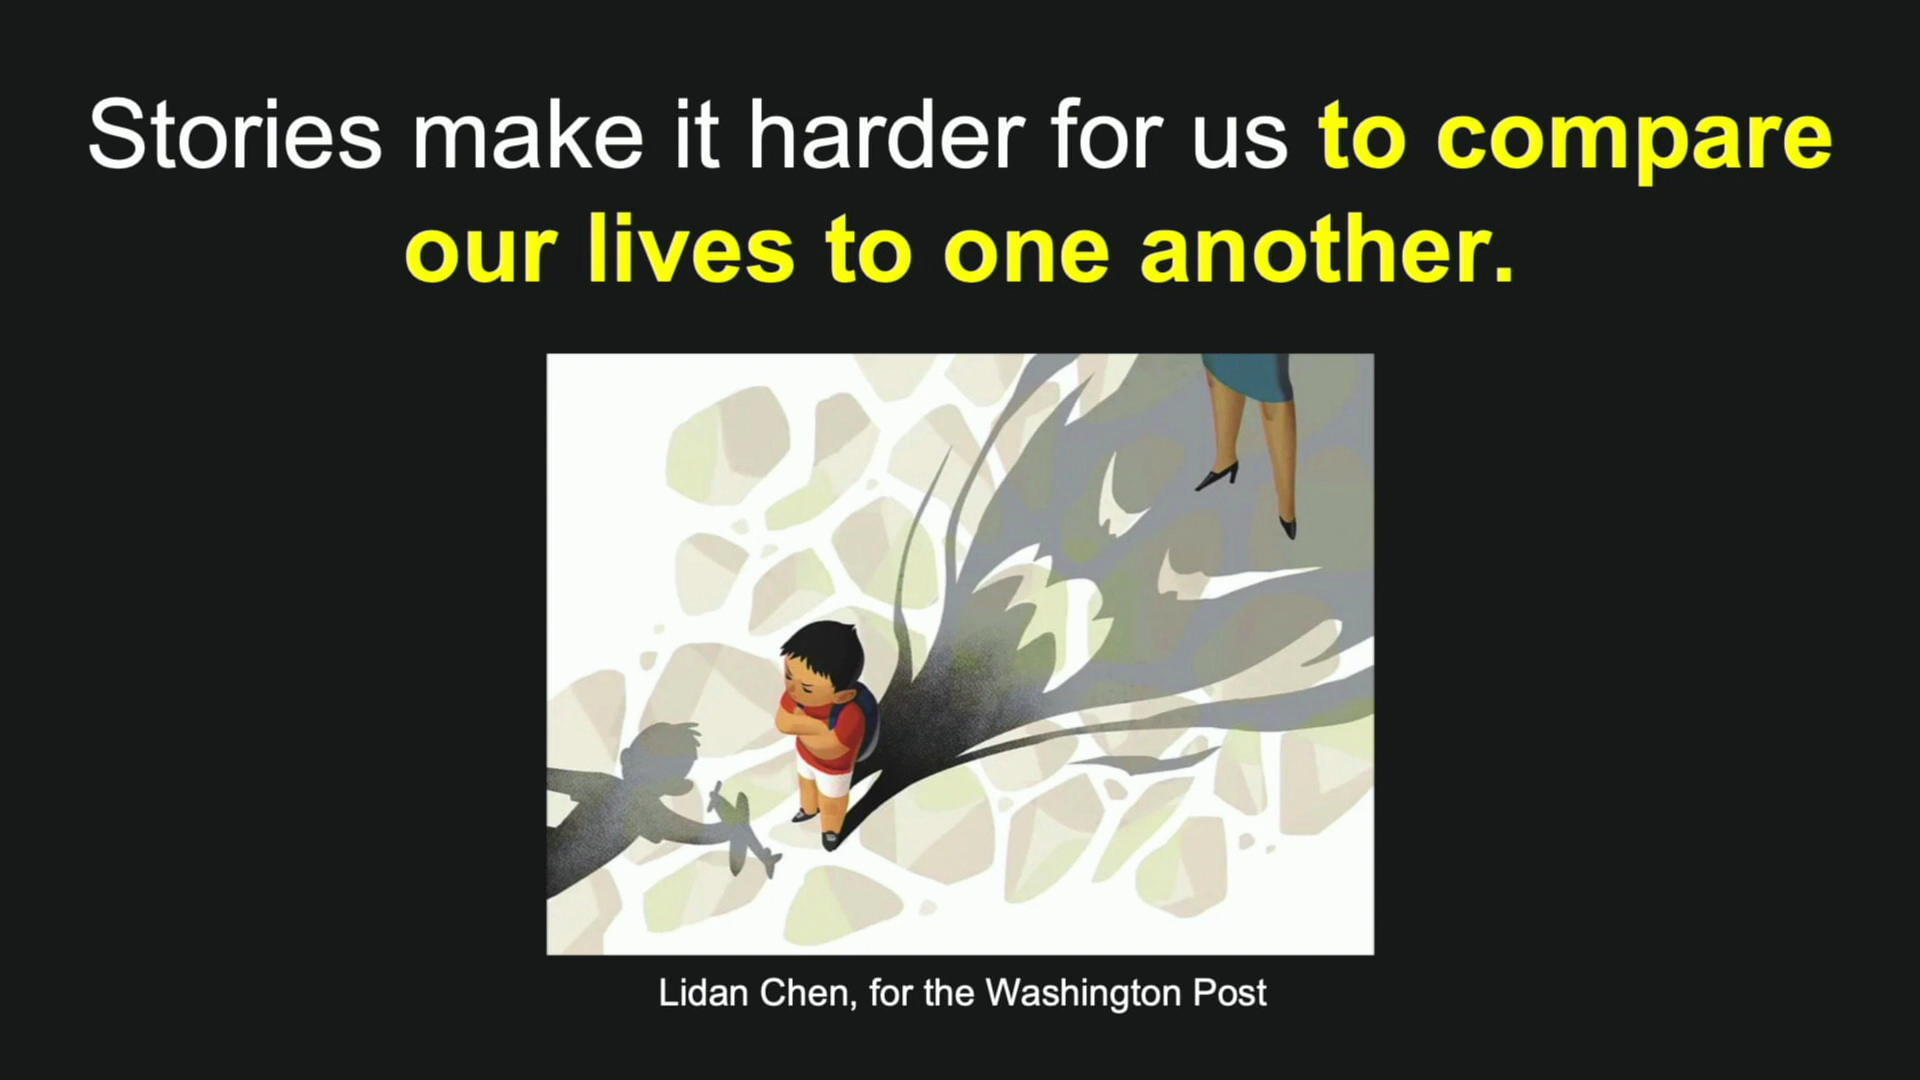 Stories make it harder for us to compare
our lives to one another.
Lidan Chen, for the Washington Post